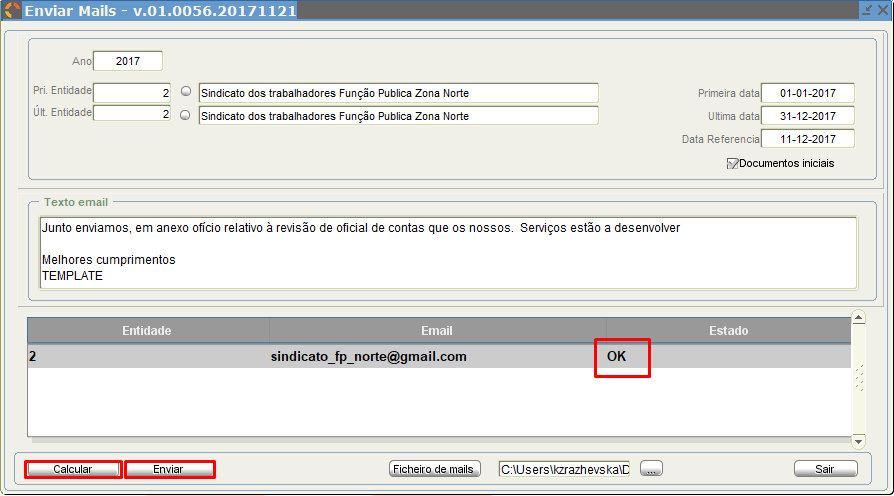 Enviar Mails - v.01.0056.20171121
Ano 2017
Pri. Entidade 2 Sindicato dos trabalhadores Função Publica Zona Norte Primeira data 01-01-2017
Últ. Entidade 2 Sindicato dos trabalhadores Função Publica Zona Norte Ultima data 31-12-2017
Data Referencia 11-12-2017
Documentos iniciais
Texto email
Junto enviamos, em anexo ofício relativo à revisão de oficial de contas que os nossos.  Serviços estão a desenvolver
Melhores cumprimentos
TEMPLATE
Entidade Email Estado
2 sindicato_fp_norte@gmail.com OK
Calcular Enviar Ficheiro de mails C:\Users\kzrazhevska\D ... Sair